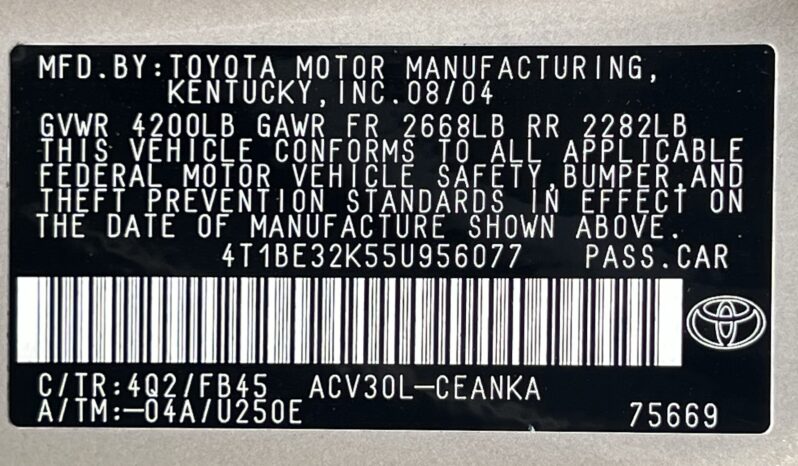 MFD.BY:TOYOTA MOTOR MANUFACTURING,
KENTUCKY,INC.08/04
GVWR 4200LB GAWR FR 2668LB RR 2282LB
THIS VEHICLE CONFORMS TO ALL APPLICABLE
FEDERAL MOTOR VEHICLE SAFETY,BUMPER,AND
THEFT PREVENTION STANDARDS IN EFFECT ON
THE DATE OF MANUFACTURE SHOWN ABOVE.
4T1BE32K55U956077 PASS.CAR
C/TR:4Q2/FB45 ACV30L-CEANKA
A/TM:-04A/U250E 75669